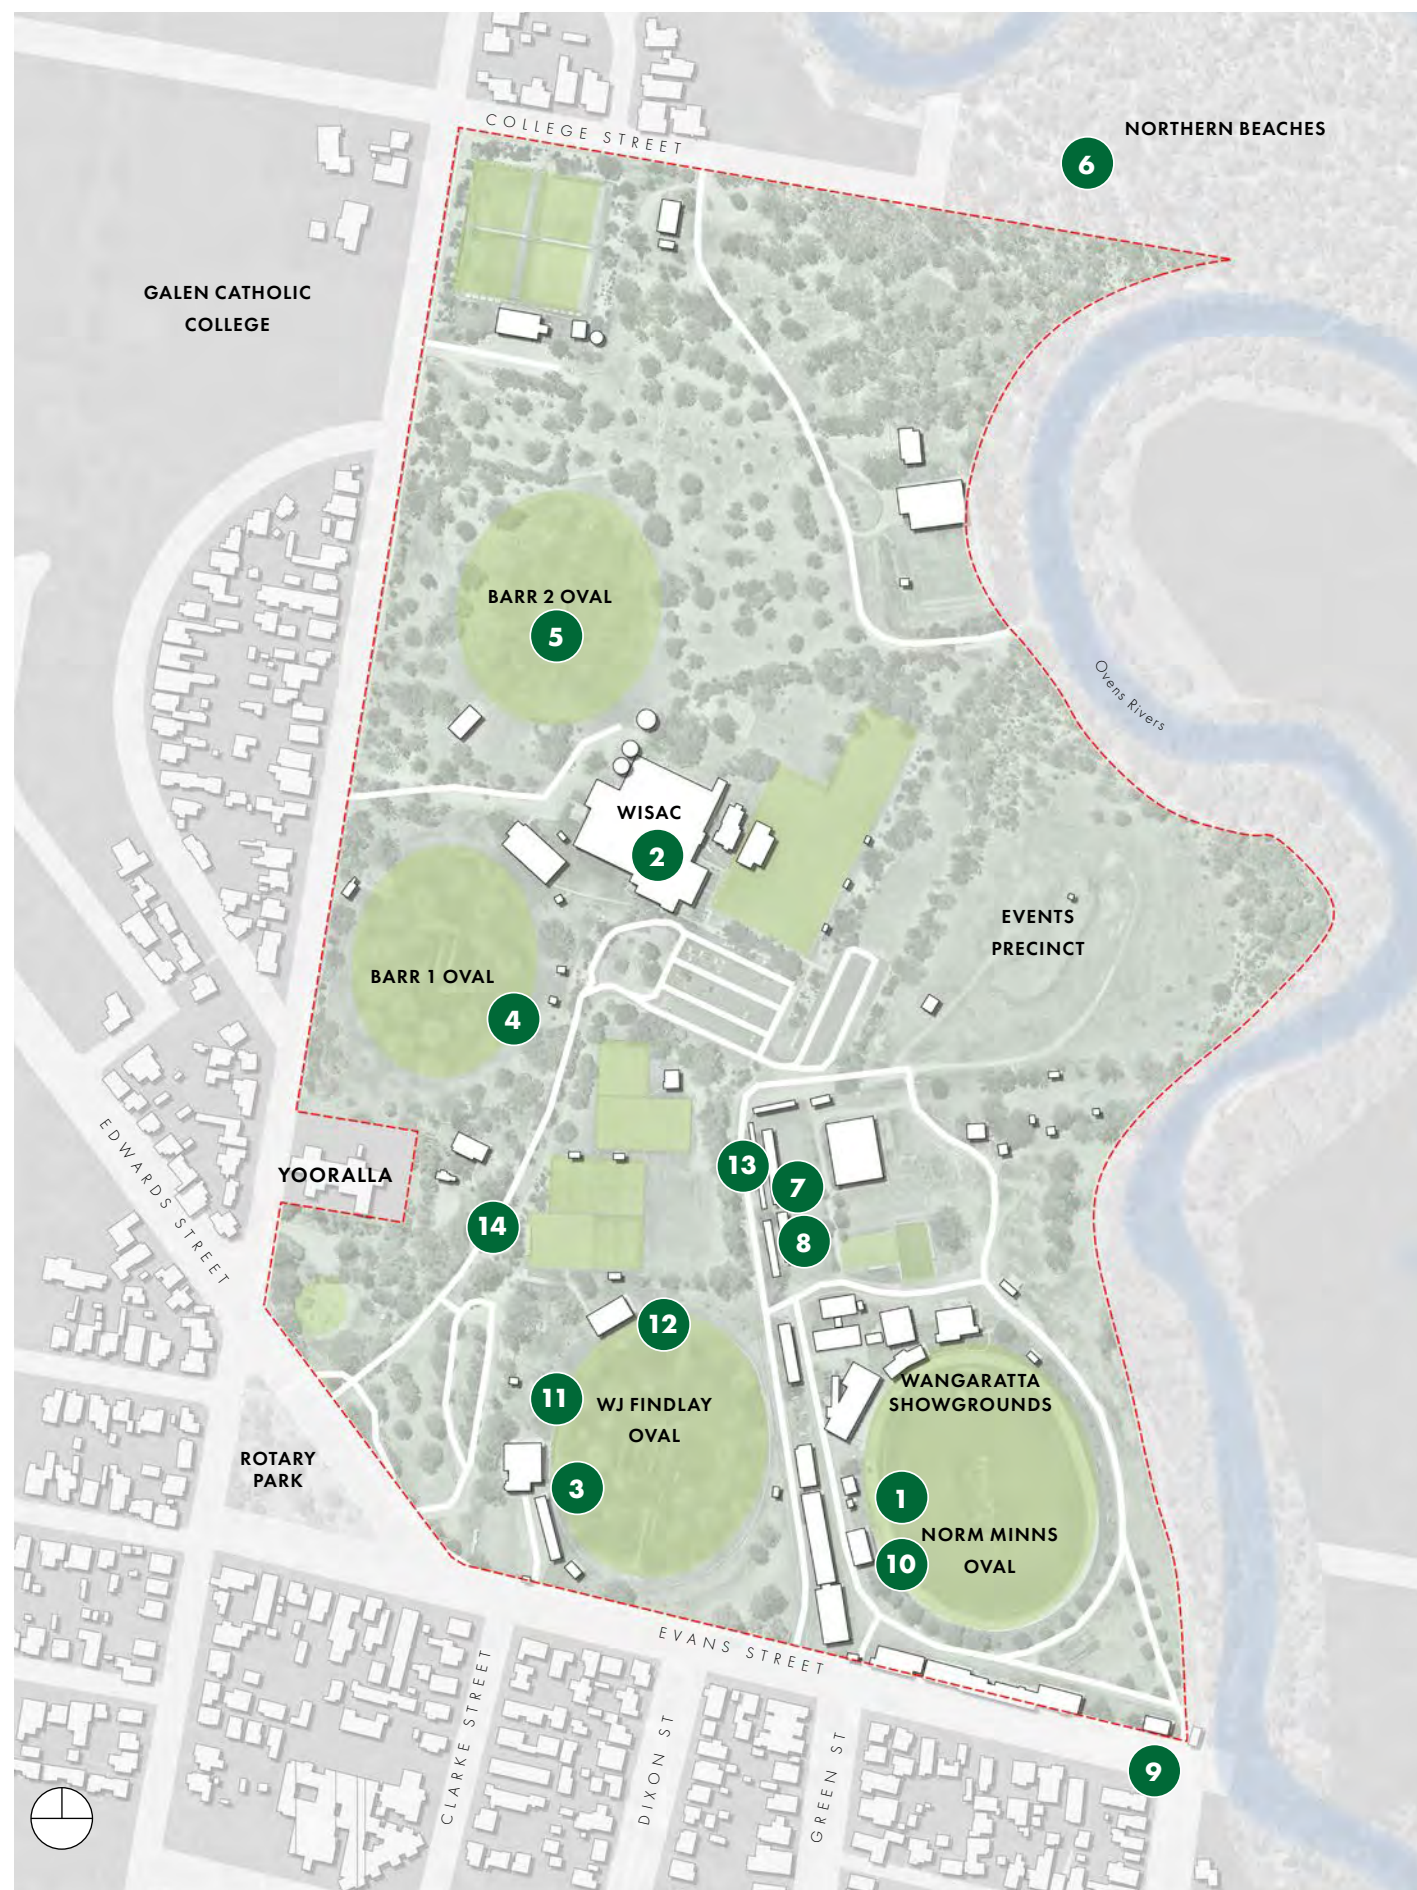 COLLEGE STREET
NORTHERN BEACHES
6
GALEN CATHOLIC
COLLEGE
BARR 2 OVAL
5
Ovens Rivers
WISAC
2
EVENTS
PRECINCT
BARR 1 OVAL
4
EDWARDS STREET
YOORALLA
13
7
14
8
12
WANGARATTA
SHOWGROUNDS
11
WJ FINDLAY
OVAL
ROTARY
PARK
3
1
NORM MINNS
OVAL
10
EVANS STREET
CLARKE STREET
DIXON ST
GREEN ST
9